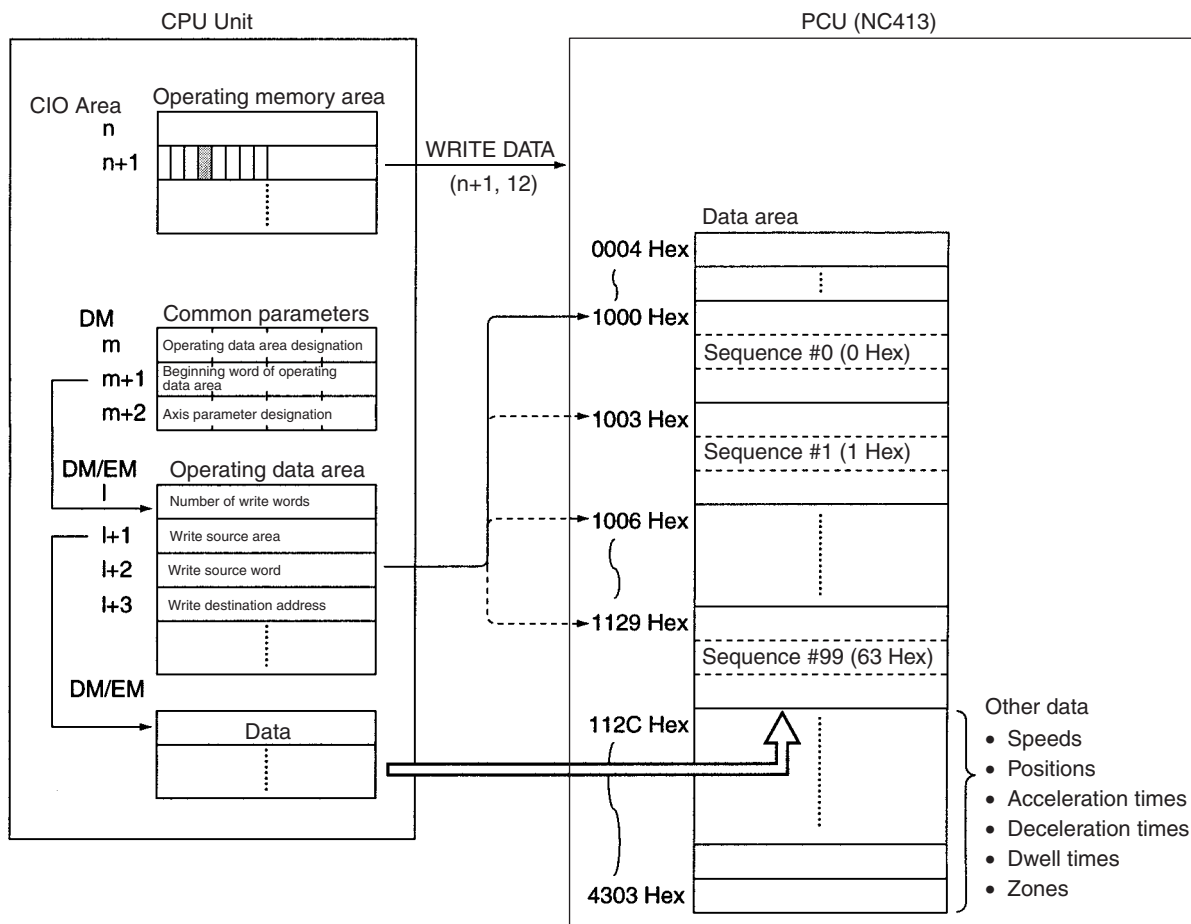 CPU Unit
PCU (NC413)
CIO Area
Operating memory area
n
n+1
WRITE DATA
(n+1, 12)
DM
Common parameters
m
Operating data area designation
m+1
Beginning word of operating
data area
m+2
Axis parameter designation
DM/EM
Operating data area
l
Number of write words
l+1
Write source area
l+2
Write source word
l+3
Write destination address
DM/EM
Data
Data area
0004 Hex
1000 Hex
Sequence #0 (0 Hex)
1003 Hex
Sequence #1 (1 Hex)
1006 Hex
1129 Hex
Sequence #99 (63 Hex)
112C Hex
4303 Hex
Other data
• Speeds
• Positions
• Acceleration times
• Deceleration times
• Dwell times
• Zones